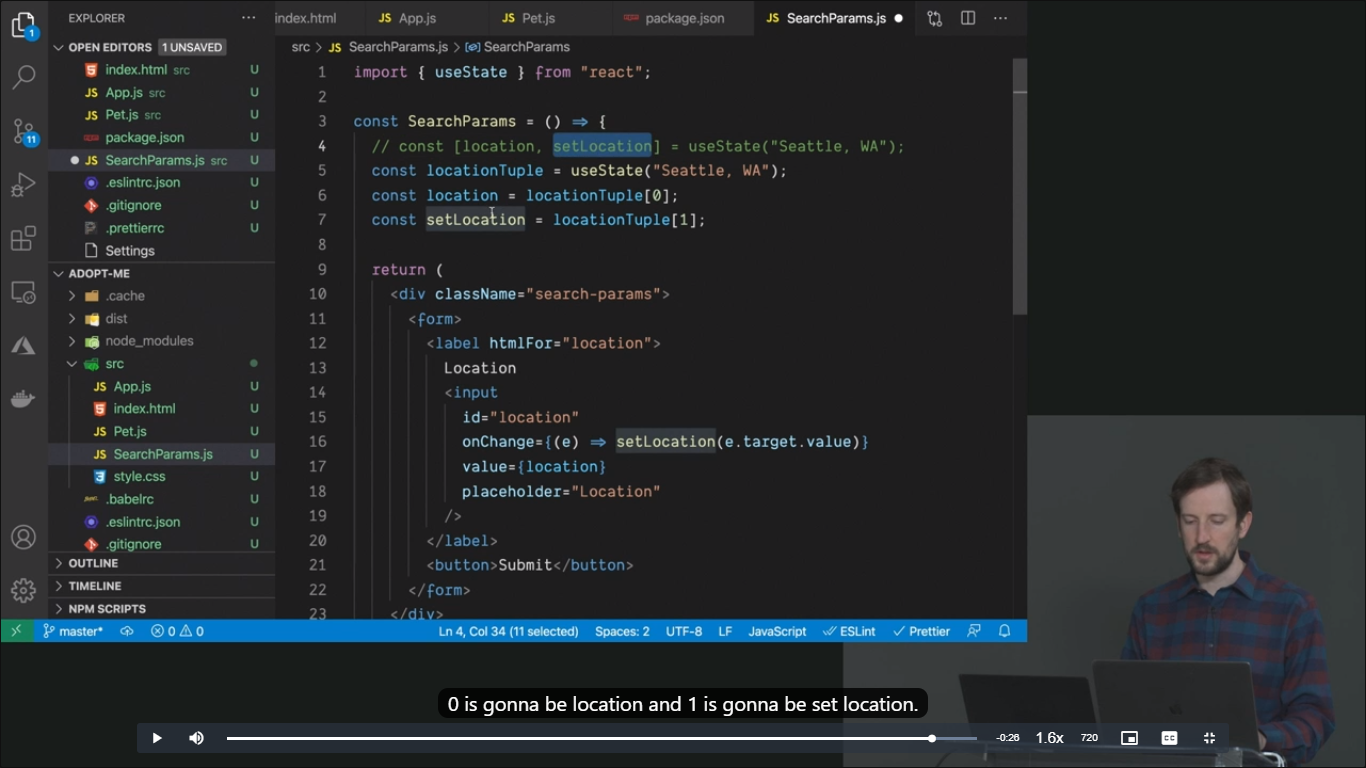 EXPLORER
OPEN EDITORS 1 UNSAVED
index.html src U
App.js src U
Pet.js src U
package.json U
SearchParams.js src U
.eslintrc.json U
.gitignore U
.prettierrc U
Settings
ADOPT-ME
.cache
dist
node_modules
src
App.js U
index.html U
Pet.js U
SearchParams.js U
style.css U
.babelrc U
.eslintrc.json U
.gitignore U
OUTLINE
TIMELINE
NPM SCRIPTS
1
11
index.html JS App.js JS Pet.js package.json JS SearchParams.js
src > JS SearchParams.js > SearchParams
1 import { useState } from "react";
2
3 const SearchParams = () ⇒ {
4 // const [location, setLocation] = useState("Seattle, WA");
5 const locationTuple = useState("Seattle, WA");
6 const location = locationTuple[0];
7 const setLocation = locationTuple[1];
8
9 return (
10 <div className="search-params">
11 <form>
12 <label htmlFor="location">
13 Location
14 <input
15 id="location"
16 onChange={(e) ⇒ setLocation(e.target.value)}
17 value={location}
18 placeholder="Location"
19 />
20 </label>
21 <button>Submit</button>
22 </form>
23 </div>
master* 0 0 Ln 4, Col 34 (11 selected) Spaces: 2 UTF-8 LF JavaScript ESLint Prettier
0 is gonna be location and 1 is gonna be set location.
-0:26 1.6x 720 CC